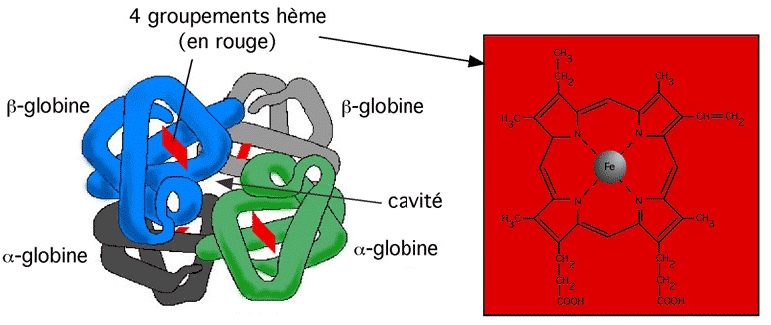 4 groupements hème
(en rouge)
β-globine
β-globine
cavité
α-globine
α-globine
CH3
CH2
CH3
H3C
CH=CH2
N
N
Fe
N
N
H3C
CH3
CH2
CH2
CH2
CH2
COOH
COOH